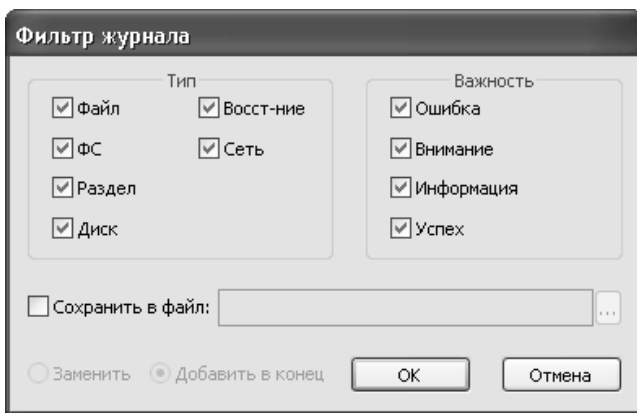 Фильтр журнала
Тип
Файл
Восст-ние
ФС
Сеть
Раздел
Диск
Важность
Ошибка
Внимание
Информация
Успех
Сохранить в файл:
...
Заменить
Добавить в конец
OK
Отмена